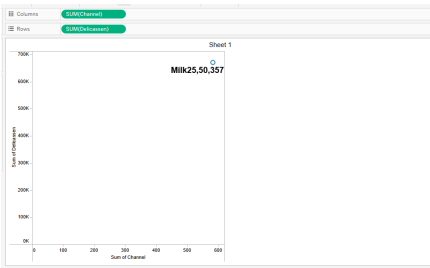 Columns
SUM(Channel)
Rows
SUM(Delicassen)
Sheet 1
700K
600K
500K
400K
300K
200K
100K
0K
Sum of Delicassen
Milk25,50,357
0 100 200 300 400 500 600
Sum of Channel